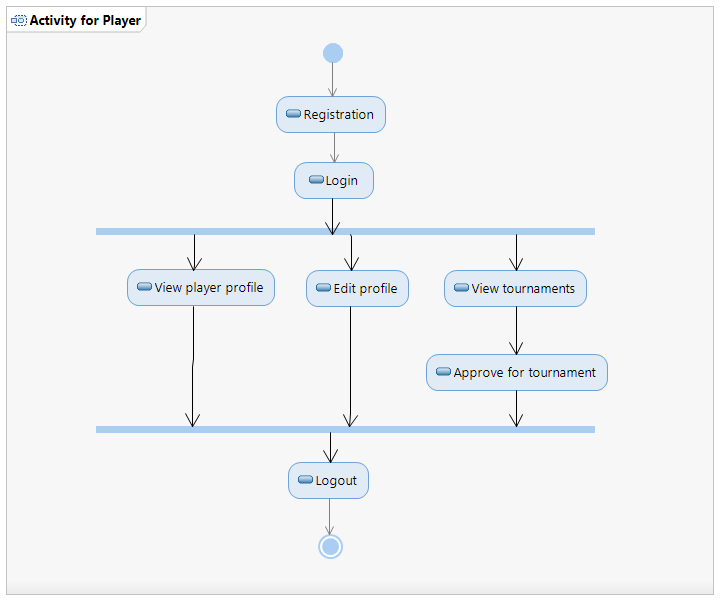 Activity for Player
Registration
Login
View player profile
Edit profile
View tournaments
Approve for tournament
Logout